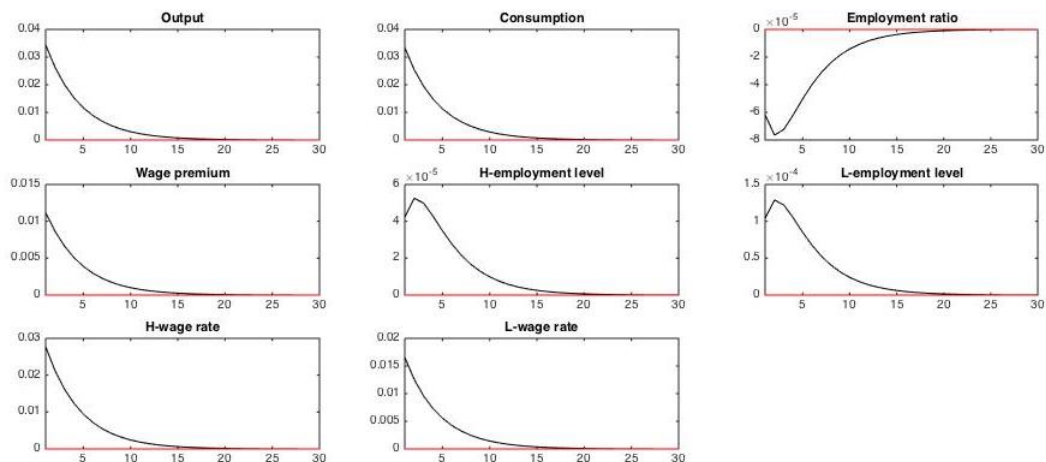 Output
0.04
0.03
0.02
0.01
0
5 10 15 20 25 30
Consumption
0.04
0.03
0.02
0.01
0
5 10 15 20 25 30
Employment ratio
0 ×10⁻⁵
-2
-4
-6
-8
5 10 15 20 25 30
Wage premium
0.015
0.01
0.005
0
5 10 15 20 25 30
H-employment level
6 ×10⁻⁵
4
2
0
5 10 15 20 25 30
L-employment level
1.5 ×10⁻⁴
1
0.5
0
5 10 15 20 25 30
H-wage rate
0.03
0.02
0.01
0
5 10 15 20 25 30
L-wage rate
0.02
0.015
0.01
0.005
0
5 10 15 20 25 30